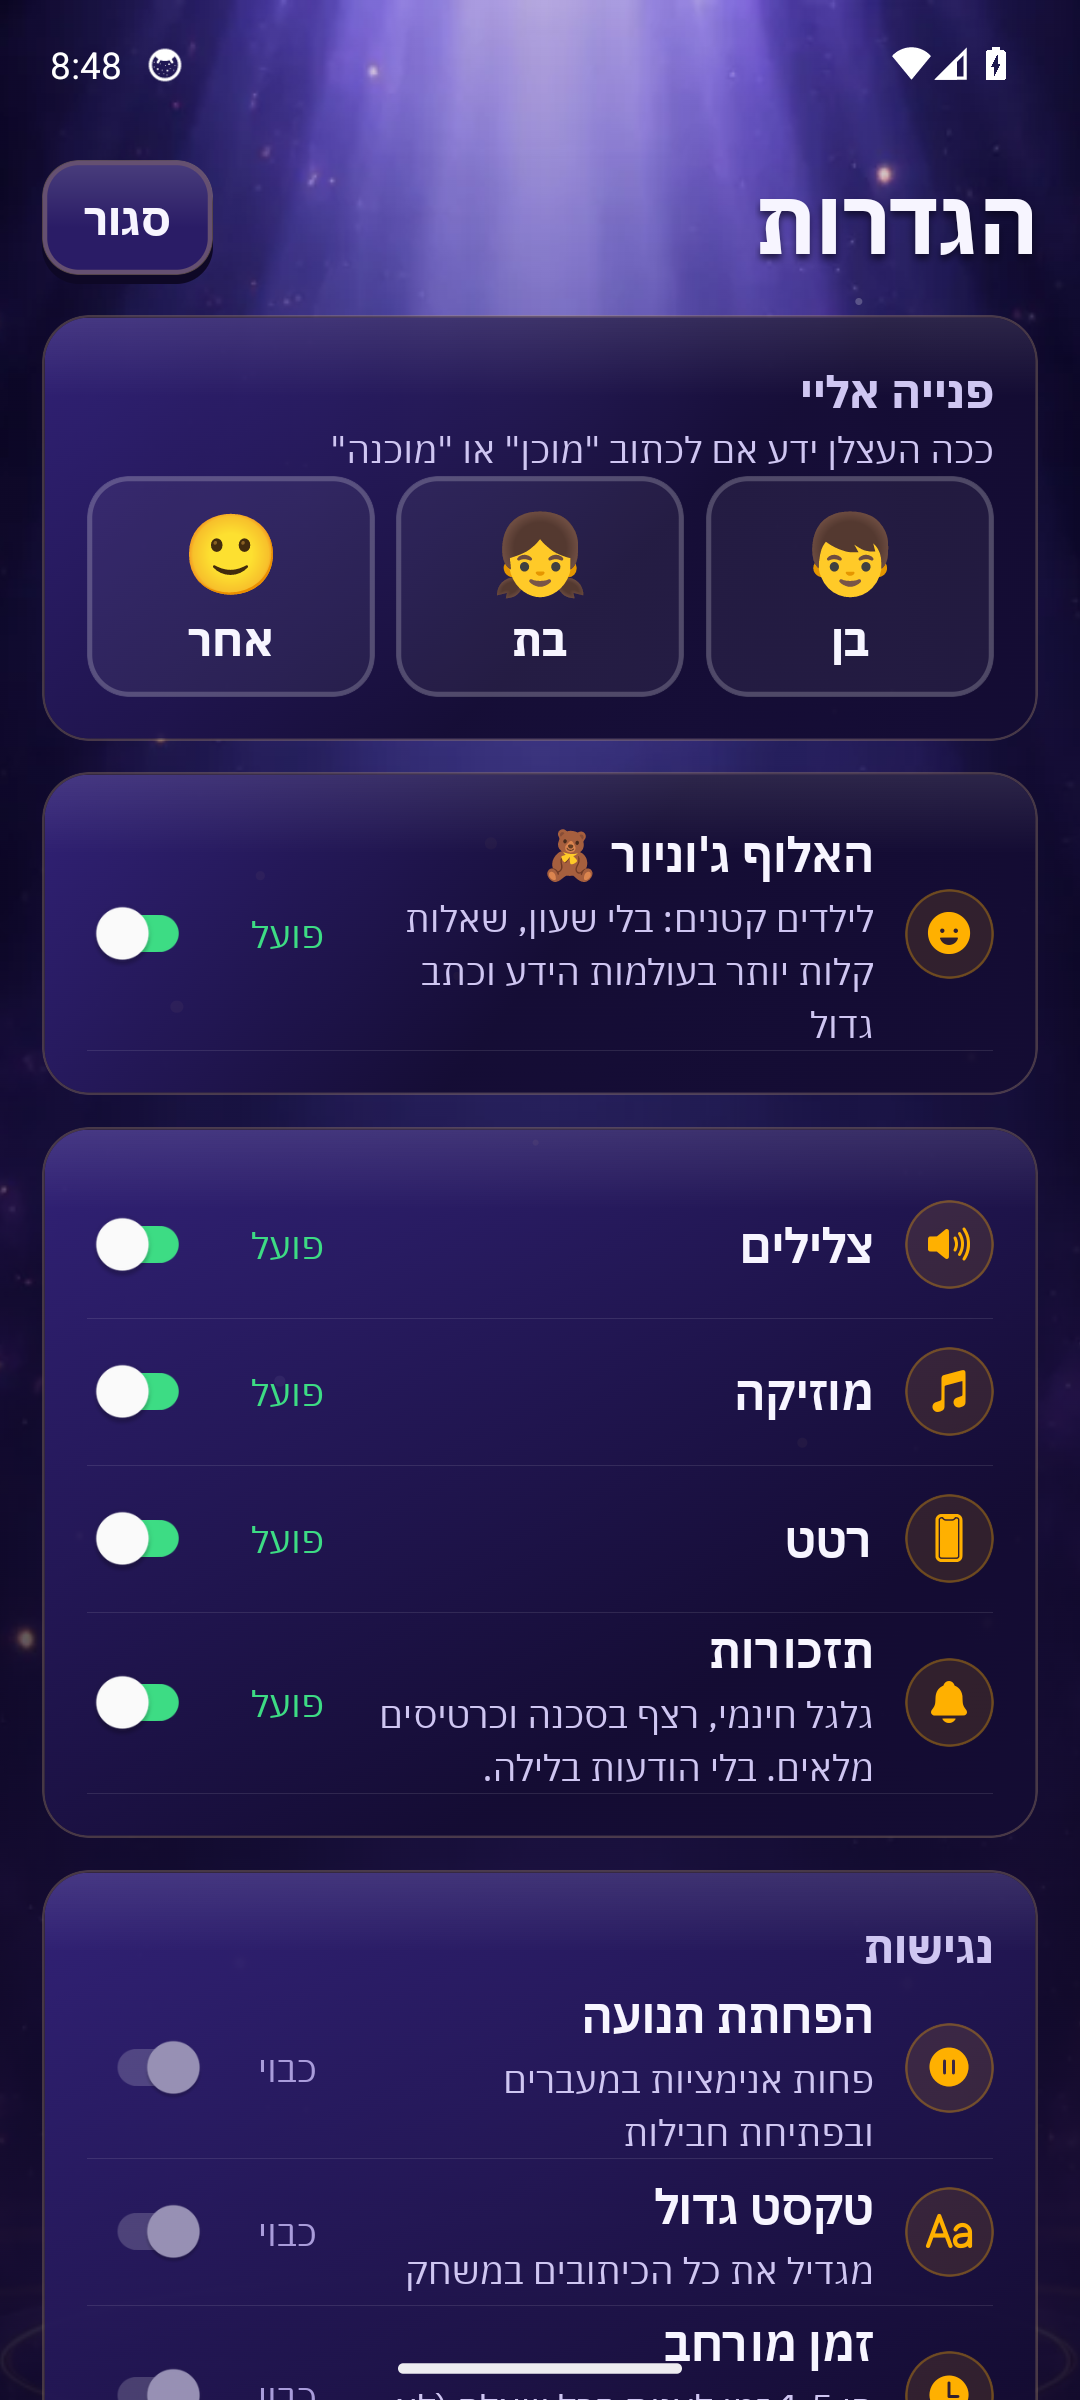 8:48
הגדרות
סגור
פנייה אליי
ככה העצלן ידע אם לכתוב "מוכן" או "מוכנה"
בן
בת
אחר
האלוף ג'וניור 🧸
לילדים קטנים: בלי שעון, שאלות
קלות יותר בעולמות הידע וכתב
גדול
פועל
צלילים
פועל
מוזיקה
פועל
רטט
פועל
תזכורות
גלגל חינמי, רצף בסכנה וכרטיסים
מלאים. בלי הודעות בלילה.
פועל
נגישות
הפחתת תנועה
פחות אנימציות במעברים
ובפתיחת חבילות
כבוי
טקסט גדול
מגדיל את כל הכיתובים במשחק
כבוי
Aa
זמן מורחב
כבוי